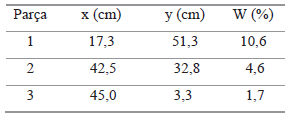 Parça x (cm) y (cm) W (%)
1 17,3 51,3 10,6
2 42,5 32,8 4,6
3 45,0 3,3 1,7